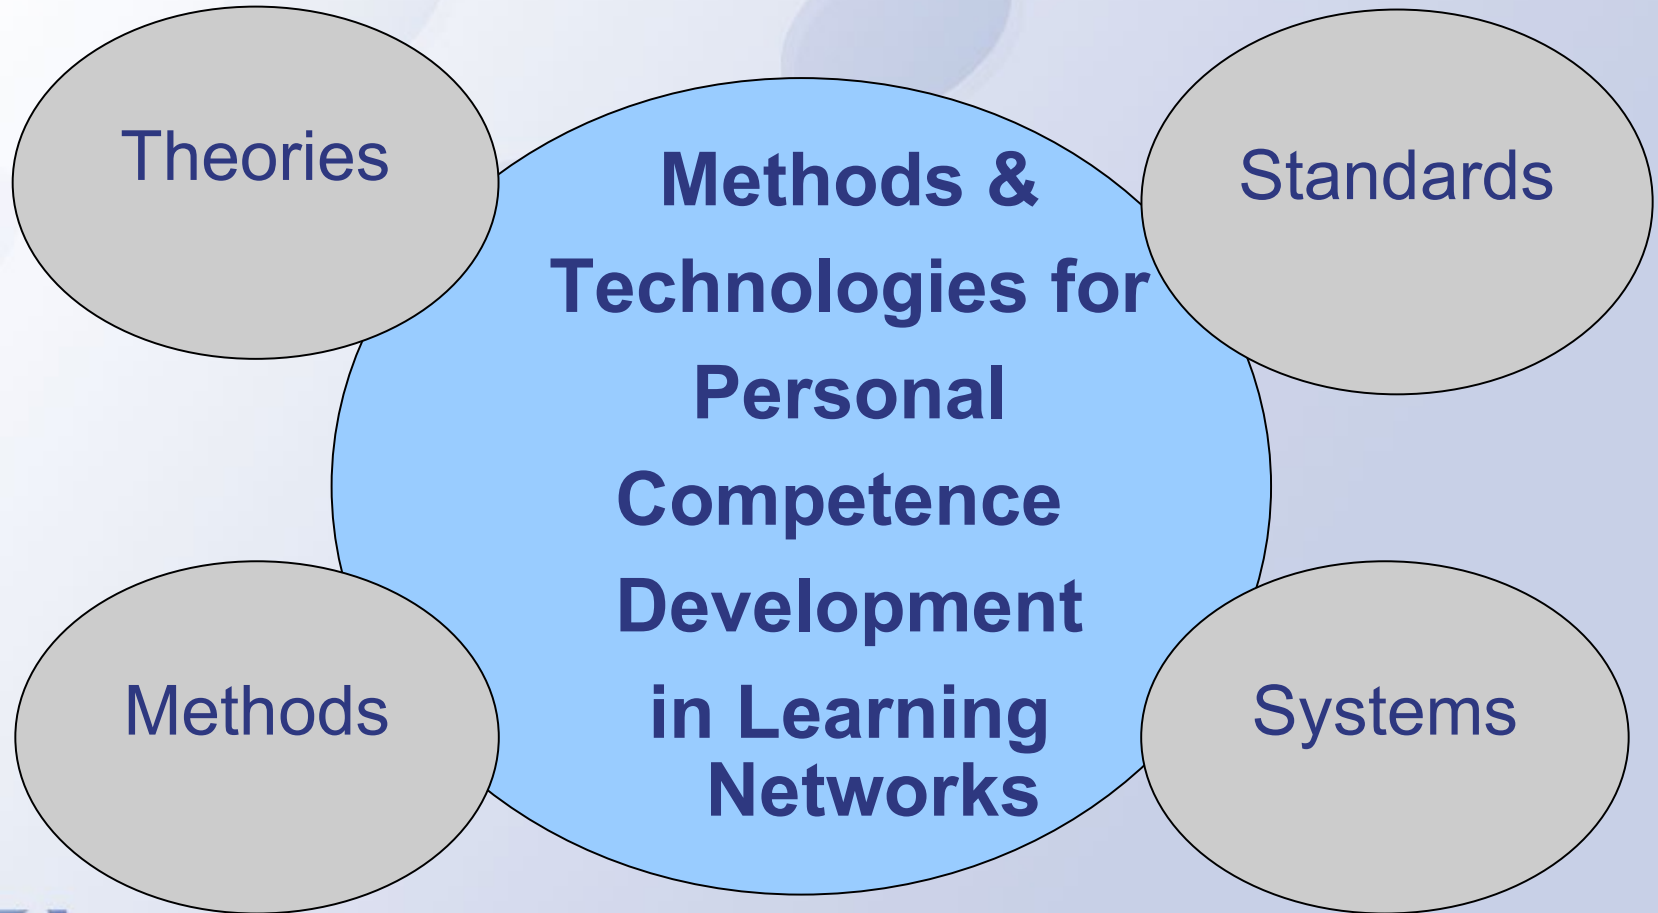 Theories
Standards
Methods &
Technologies for
Personal
Competence
Development
in Learning
Networks
Methods
Systems